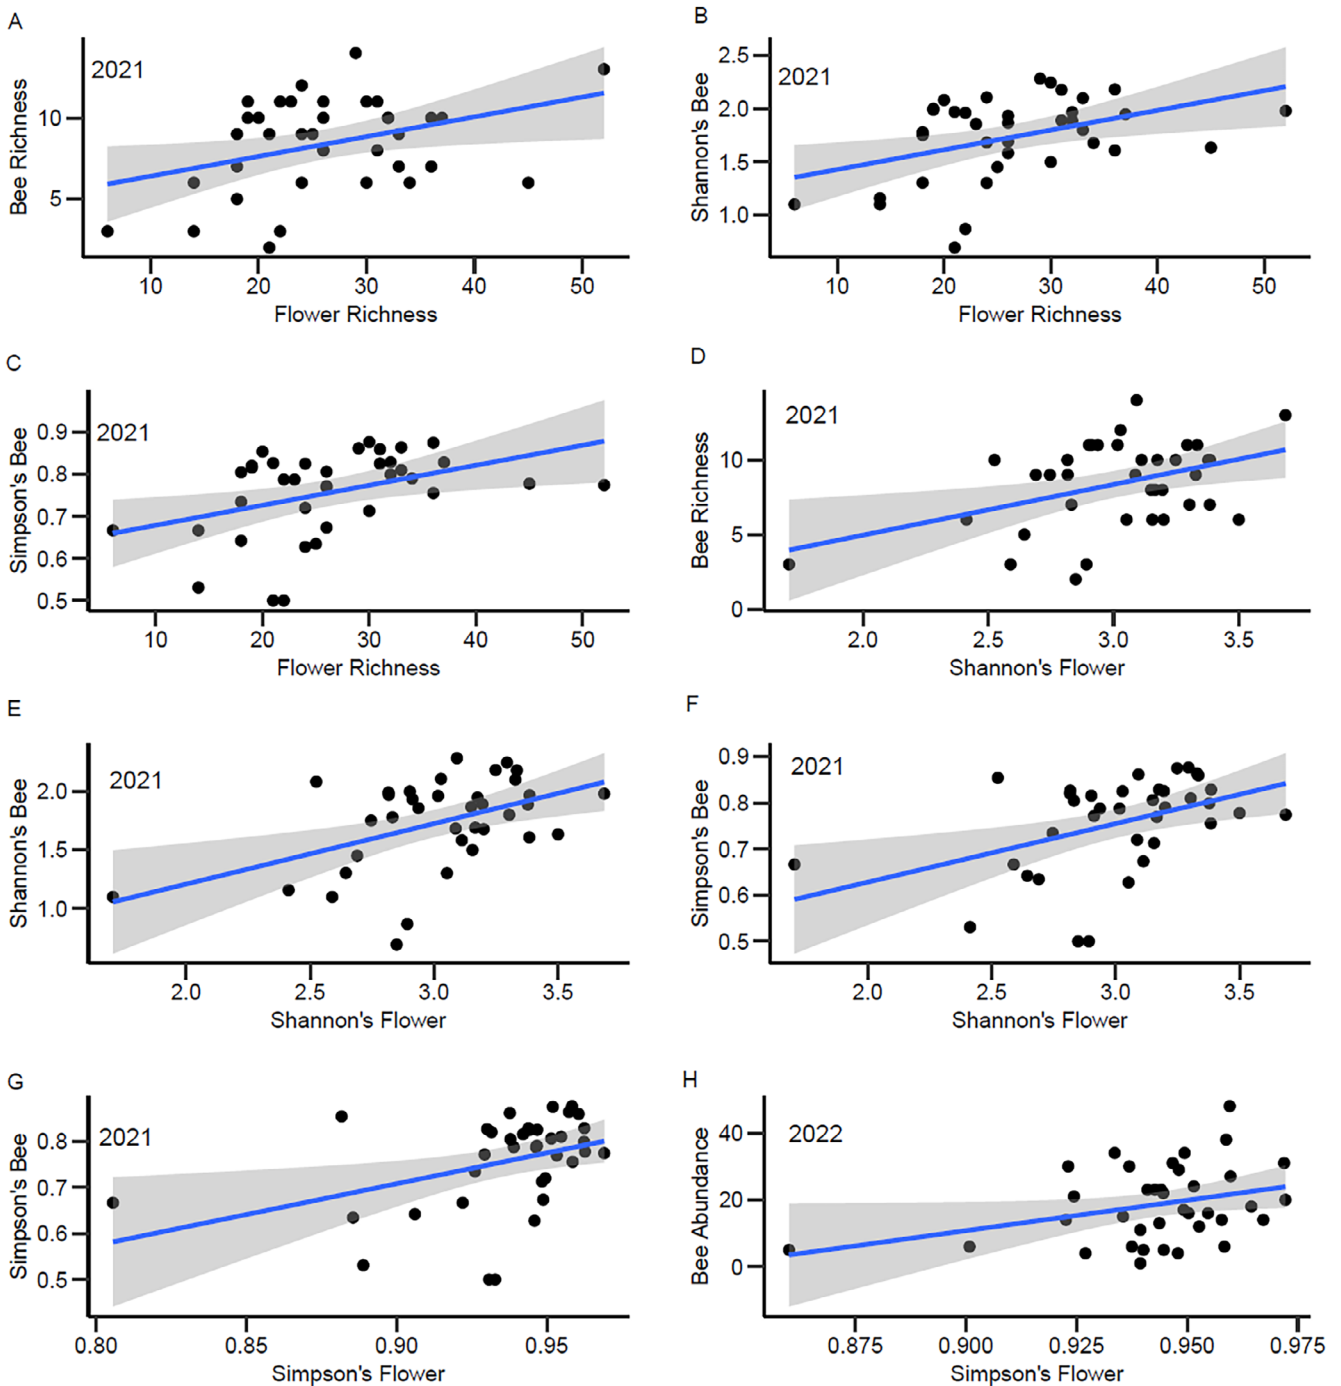 A
2021
Bee Richness
10
5
10 20 30 40 50
Flower Richness
B
2021
Shannon's Bee
2.5
2.0
1.5
1.0
10 20 30 40 50
Flower Richness
C
2021
Simpson's Bee
0.9
0.8
0.7
0.6
0.5
10 20 30 40 50
Flower Richness
D
2021
Bee Richness
10
5
0
2.0 2.5 3.0 3.5
Shannon's Flower
E
2021
Shannon's Bee
2.0
1.5
1.0
2.0 2.5 3.0 3.5
Shannon's Flower
F
2021
Simpson's Bee
0.9
0.8
0.7
0.6
0.5
2.0 2.5 3.0 3.5
Shannon's Flower
G
2021
Simpson's Bee
0.8
0.7
0.6
0.5
0.80 0.85 0.90 0.95
Simpson's Flower
H
2022
Bee Abundance
40
20
0
0.875 0.900 0.925 0.950 0.975
Simpson's Flower